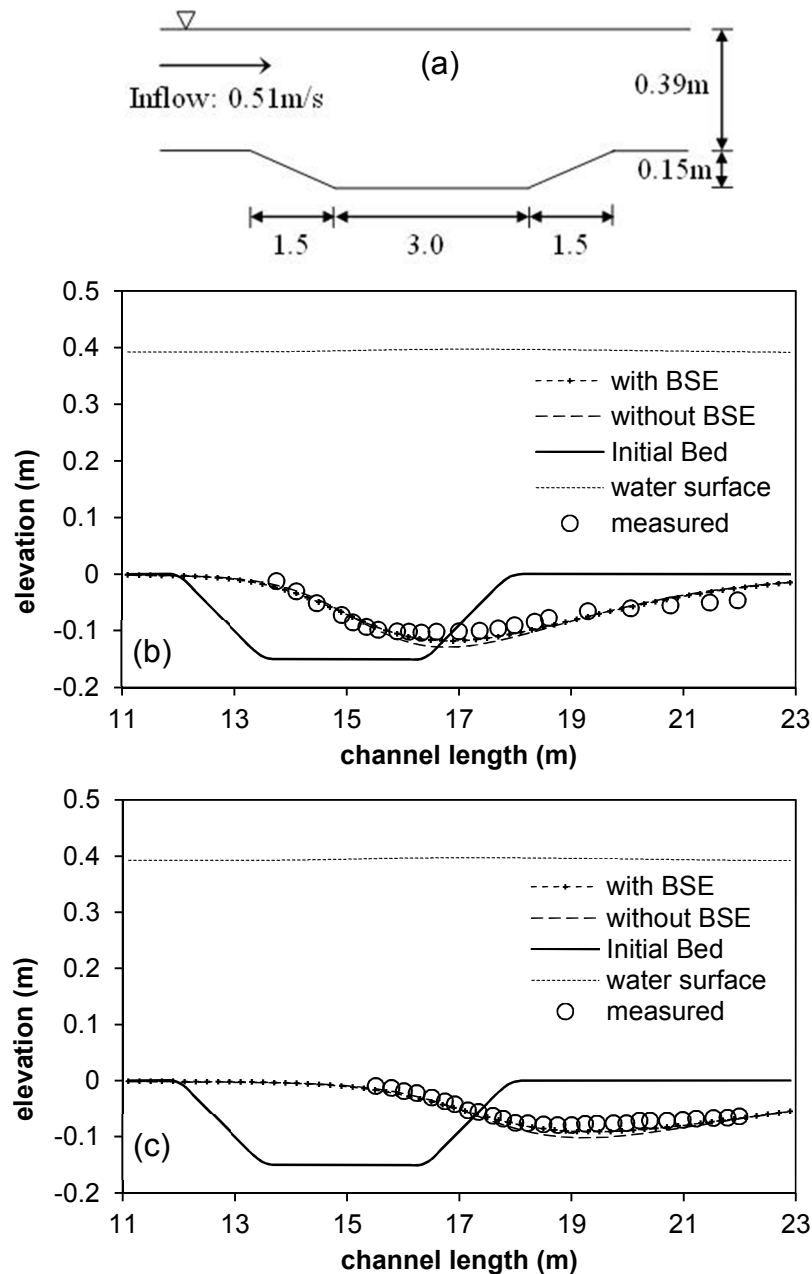 (a)
Inflow: 0.51m/s
0.39m
0.15m
1.5
3.0
1.5
0.5
0.4
0.3
0.2
0.1
0
-0.1
-0.2
elevation (m)
with BSE
without BSE
Initial Bed
water surface
measured
(b)
11
13
15
17
19
21
23
channel length (m)
0.5
0.4
0.3
0.2
0.1
0
-0.1
-0.2
elevation (m)
with BSE
without BSE
Initial Bed
water surface
measured
(c)
11
13
15
17
19
21
23
channel length (m)